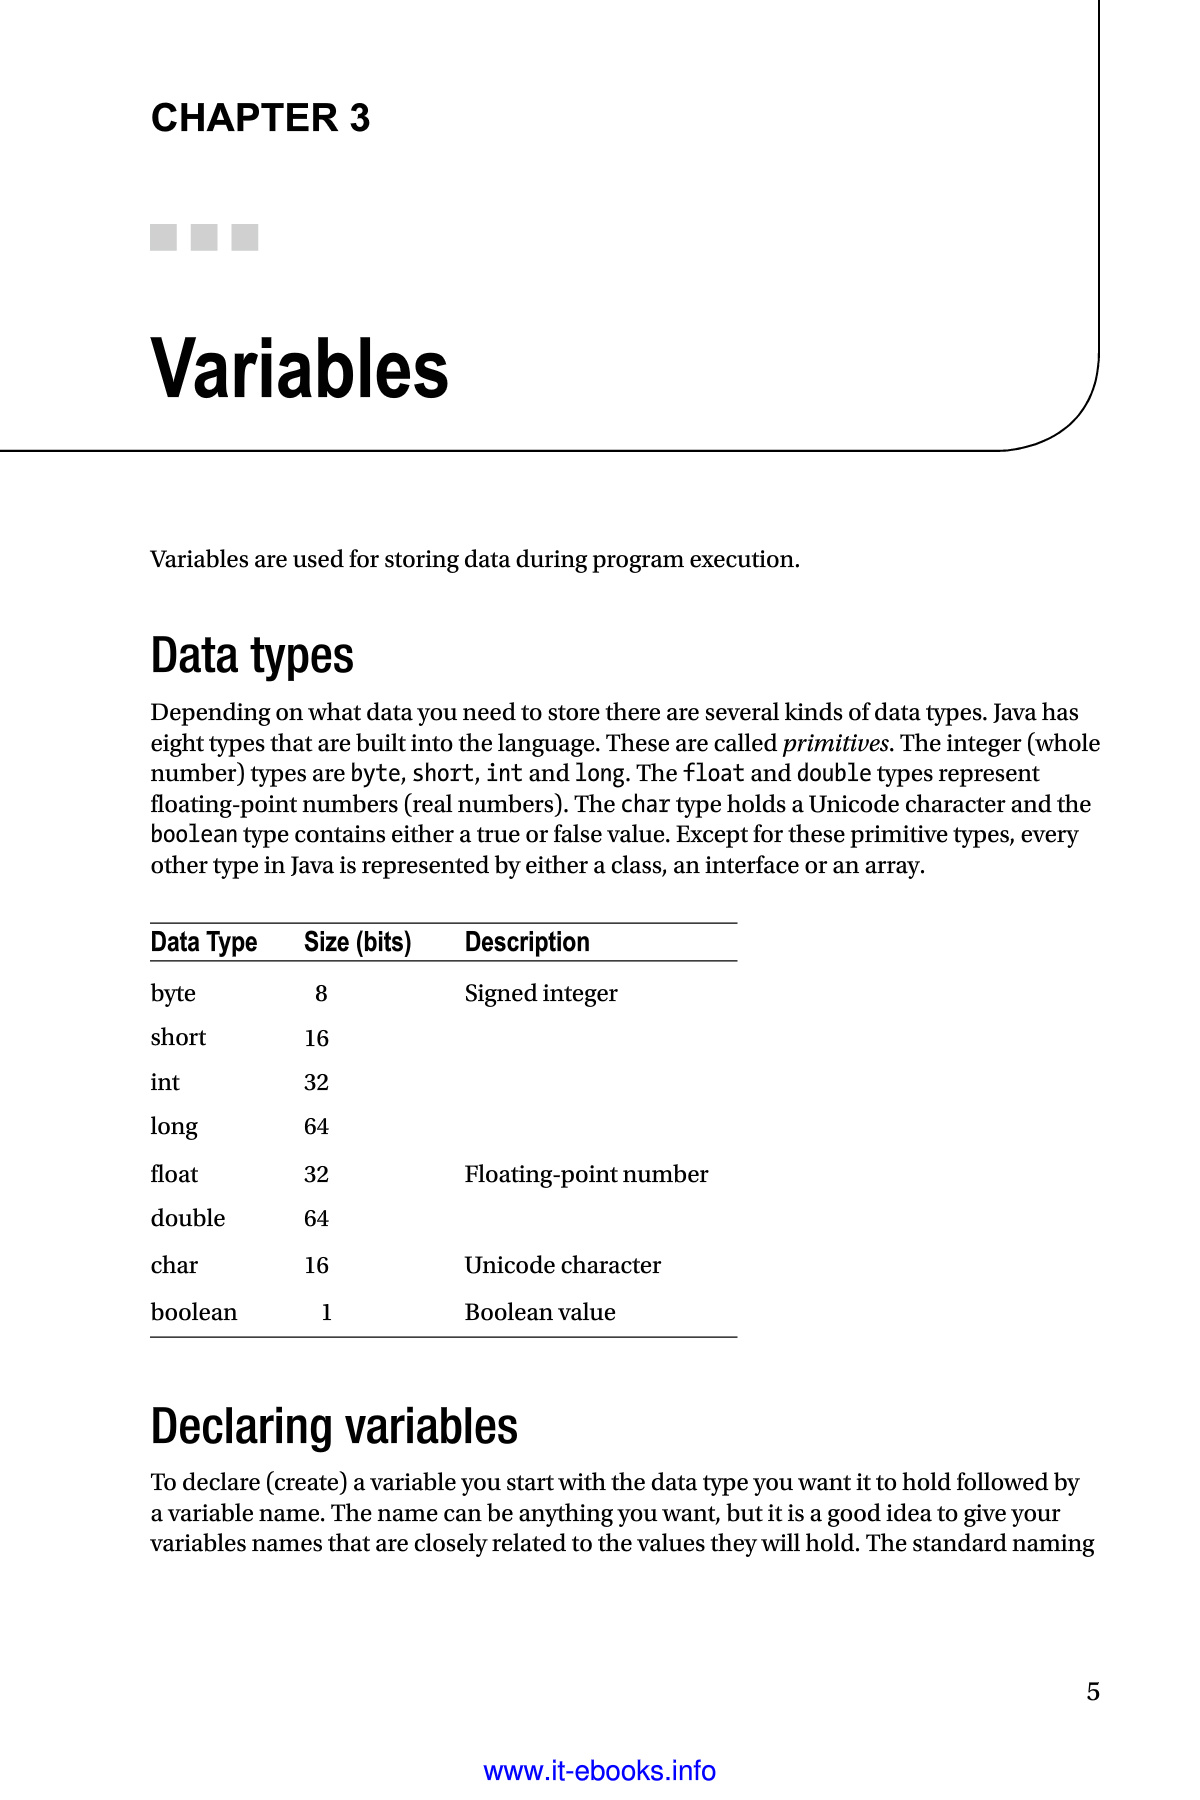 CHAPTER 3
Variables
Variables are used for storing data during program execution.
Data types
Depending on what data you need to store there are several kinds of data types. Java has
eight types that are built into the language. These are called primitives. The integer (whole
number) types are byte, short, int and long. The float and double types represent
floating-point numbers (real numbers). The char type holds a Unicode character and the
boolean type contains either a true or false value. Except for these primitive types, every
other type in Java is represented by either a class, an interface or an array.
Data Type Size (bits) Description
byte 8 Signed integer
short 16
int 32
long 64
float 32 Floating-point number
double 64
char 16 Unicode character
boolean 1 Boolean value
Declaring variables
To declare (create) a variable you start with the data type you want it to hold followed by
a variable name. The name can be anything you want, but it is a good idea to give your
variables names that are closely related to the values they will hold. The standard naming
5
www.it-ebooks.info